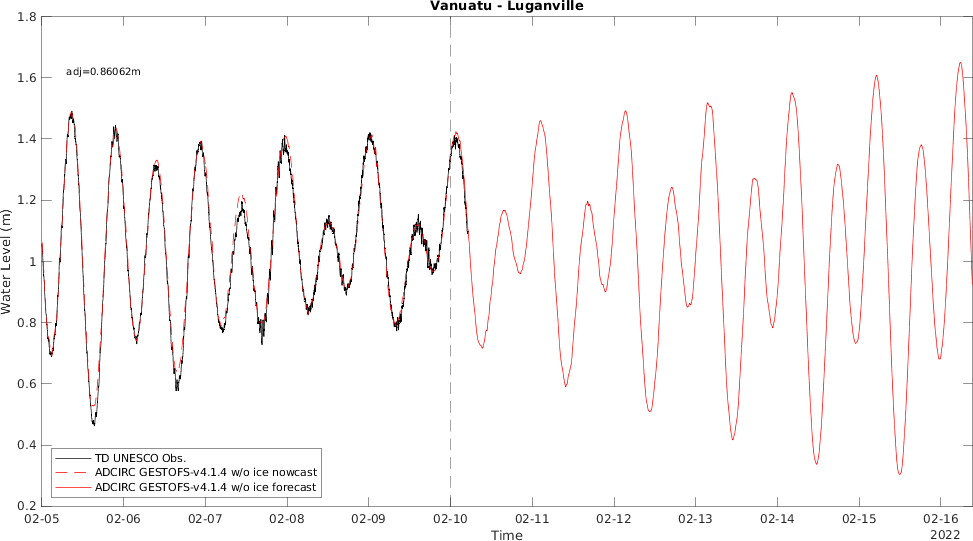 Vanuatu - Luganville
1.8
adj=0.86062m
1.6
1.4
1.2
1
0.8
0.6
0.4
0.2
Water Level (m)
TD UNESCO Obs.
ADCIRC GESTOFS-v4.1.4 w/o ice nowcast
ADCIRC GESTOFS-v4.1.4 w/o ice forecast
02-05 02-06 02-07 02-08 02-09 02-10 02-11 02-12 02-13 02-14 02-15 02-16
Time
2022